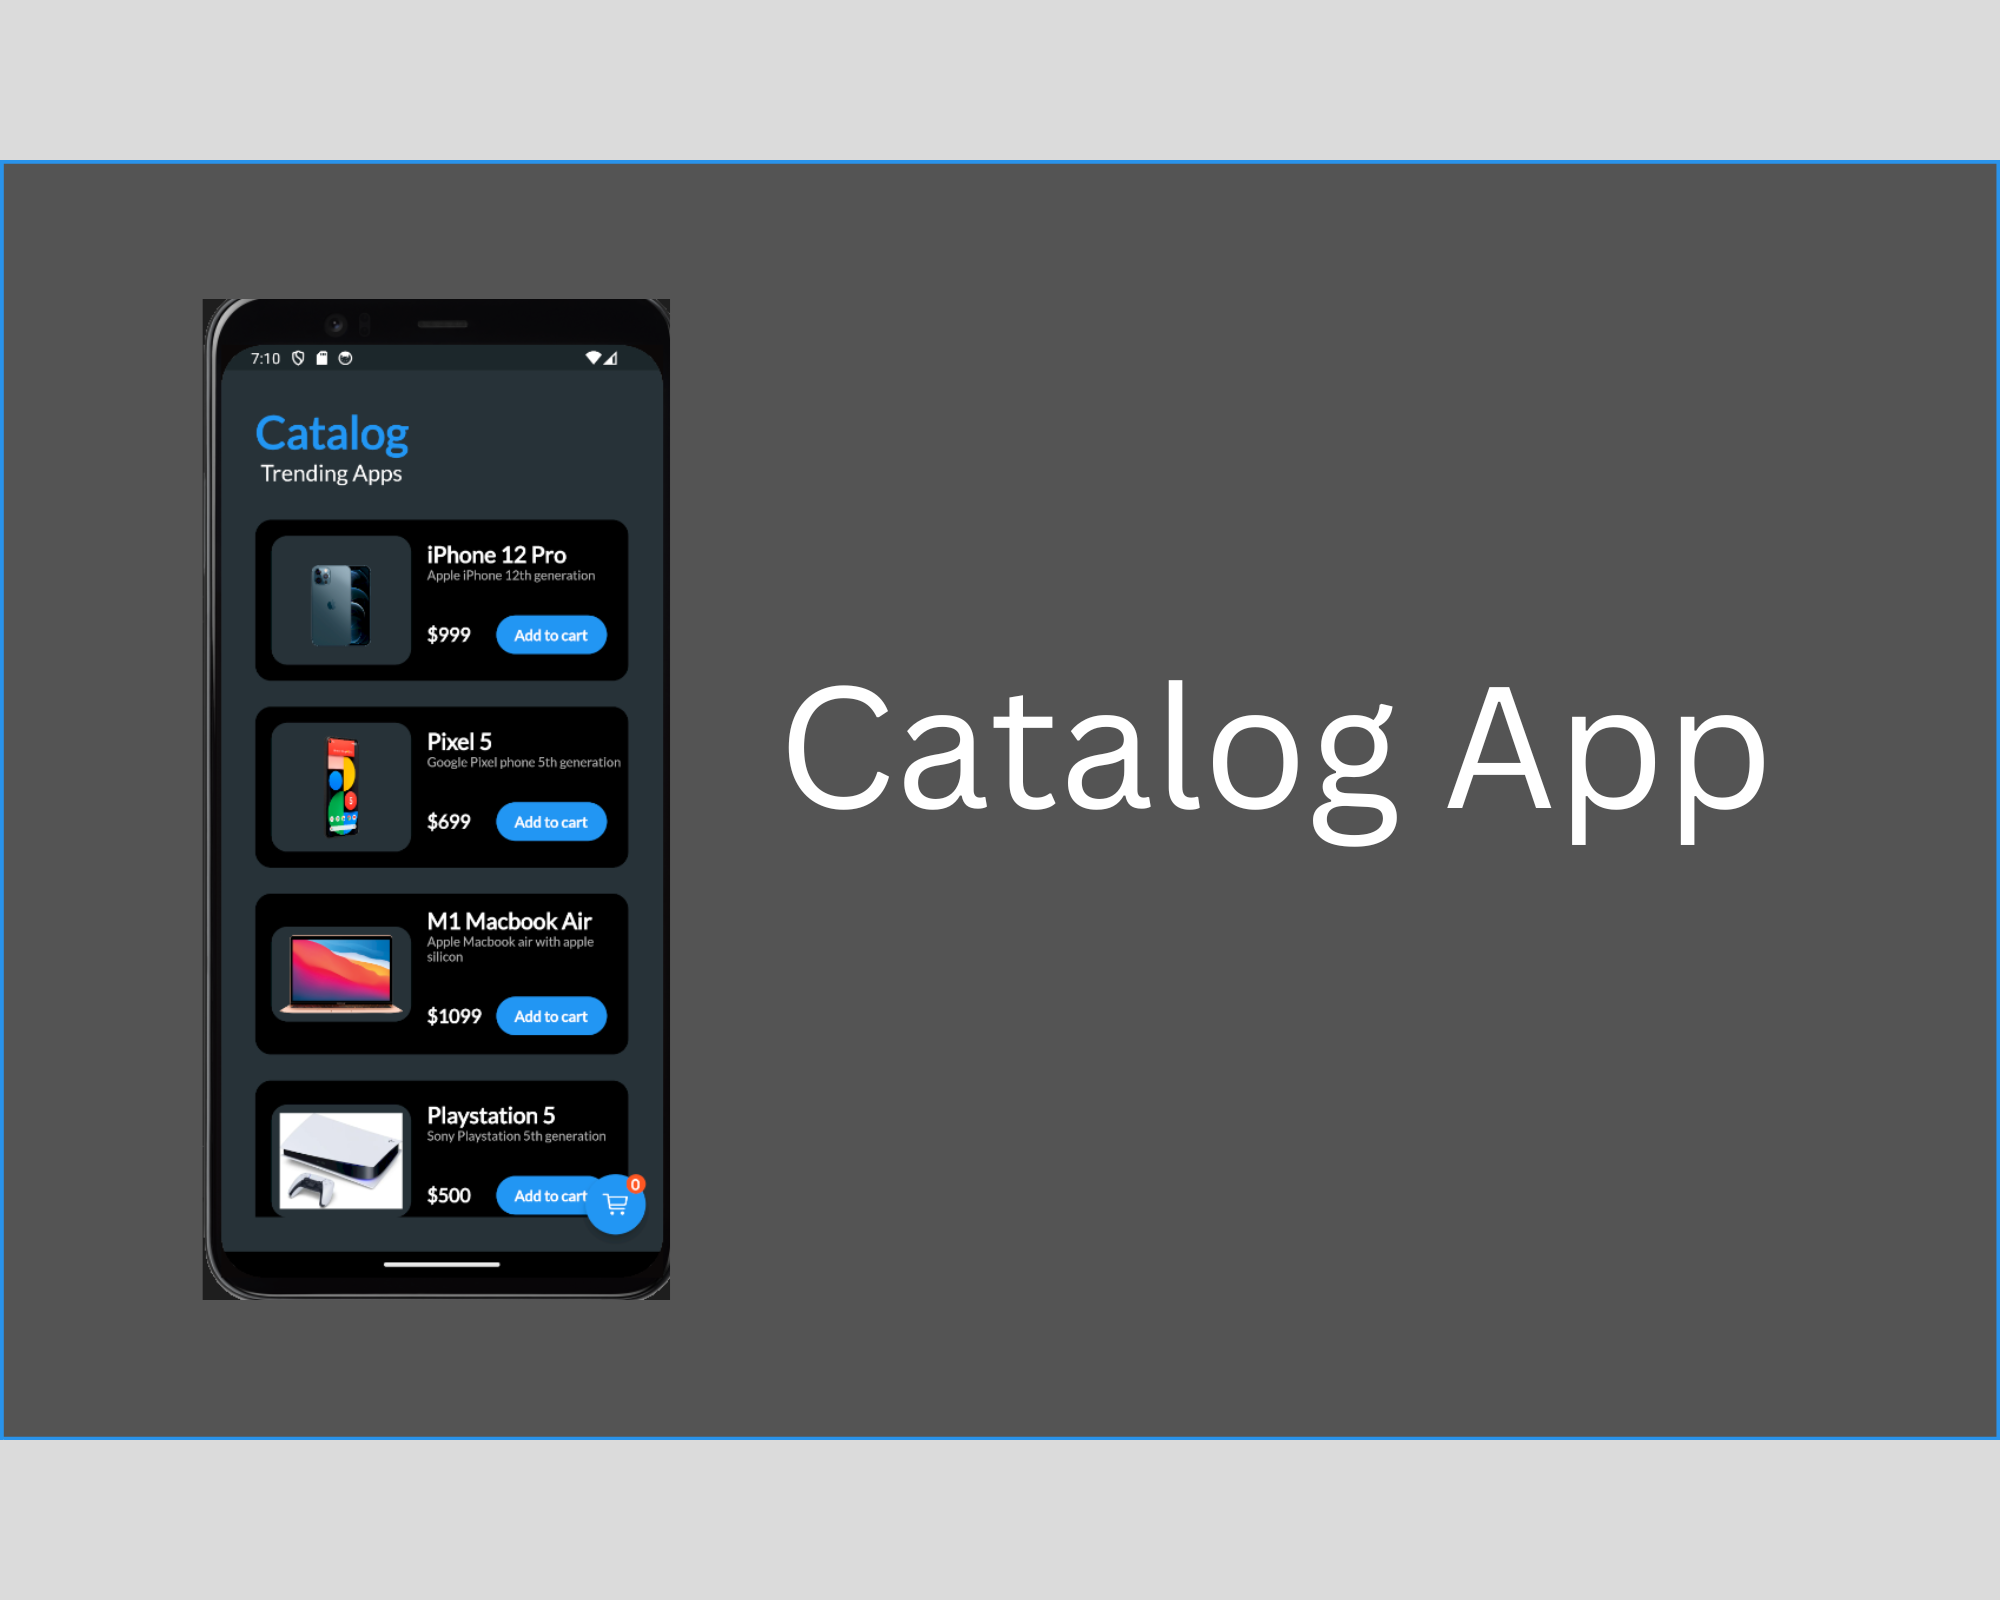 7:10
Catalog
Trending Apps
iPhone 12 Pro
Apple iPhone 12th generation
$999
Add to cart
Pixel 5
Google Pixel phone 5th generation
$699
Add to cart
M1 Macbook Air
Apple Macbook air with apple
silicon
$1099
Add to cart
Playstation 5
Sony Playstation 5th generation
$500
Add to cart
0
Catalog App